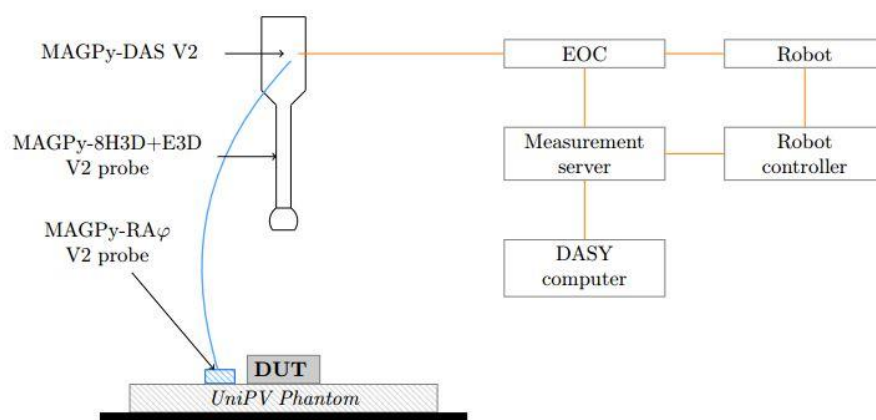 MAGPy-DAS V2
EOC
Robot
MAGPy-8H3D+E3D
V2 probe
Measurement
server
Robot
controller
MAGPy-RAφ
V2 probe
DASY
computer
DUT
UniPV Phantom